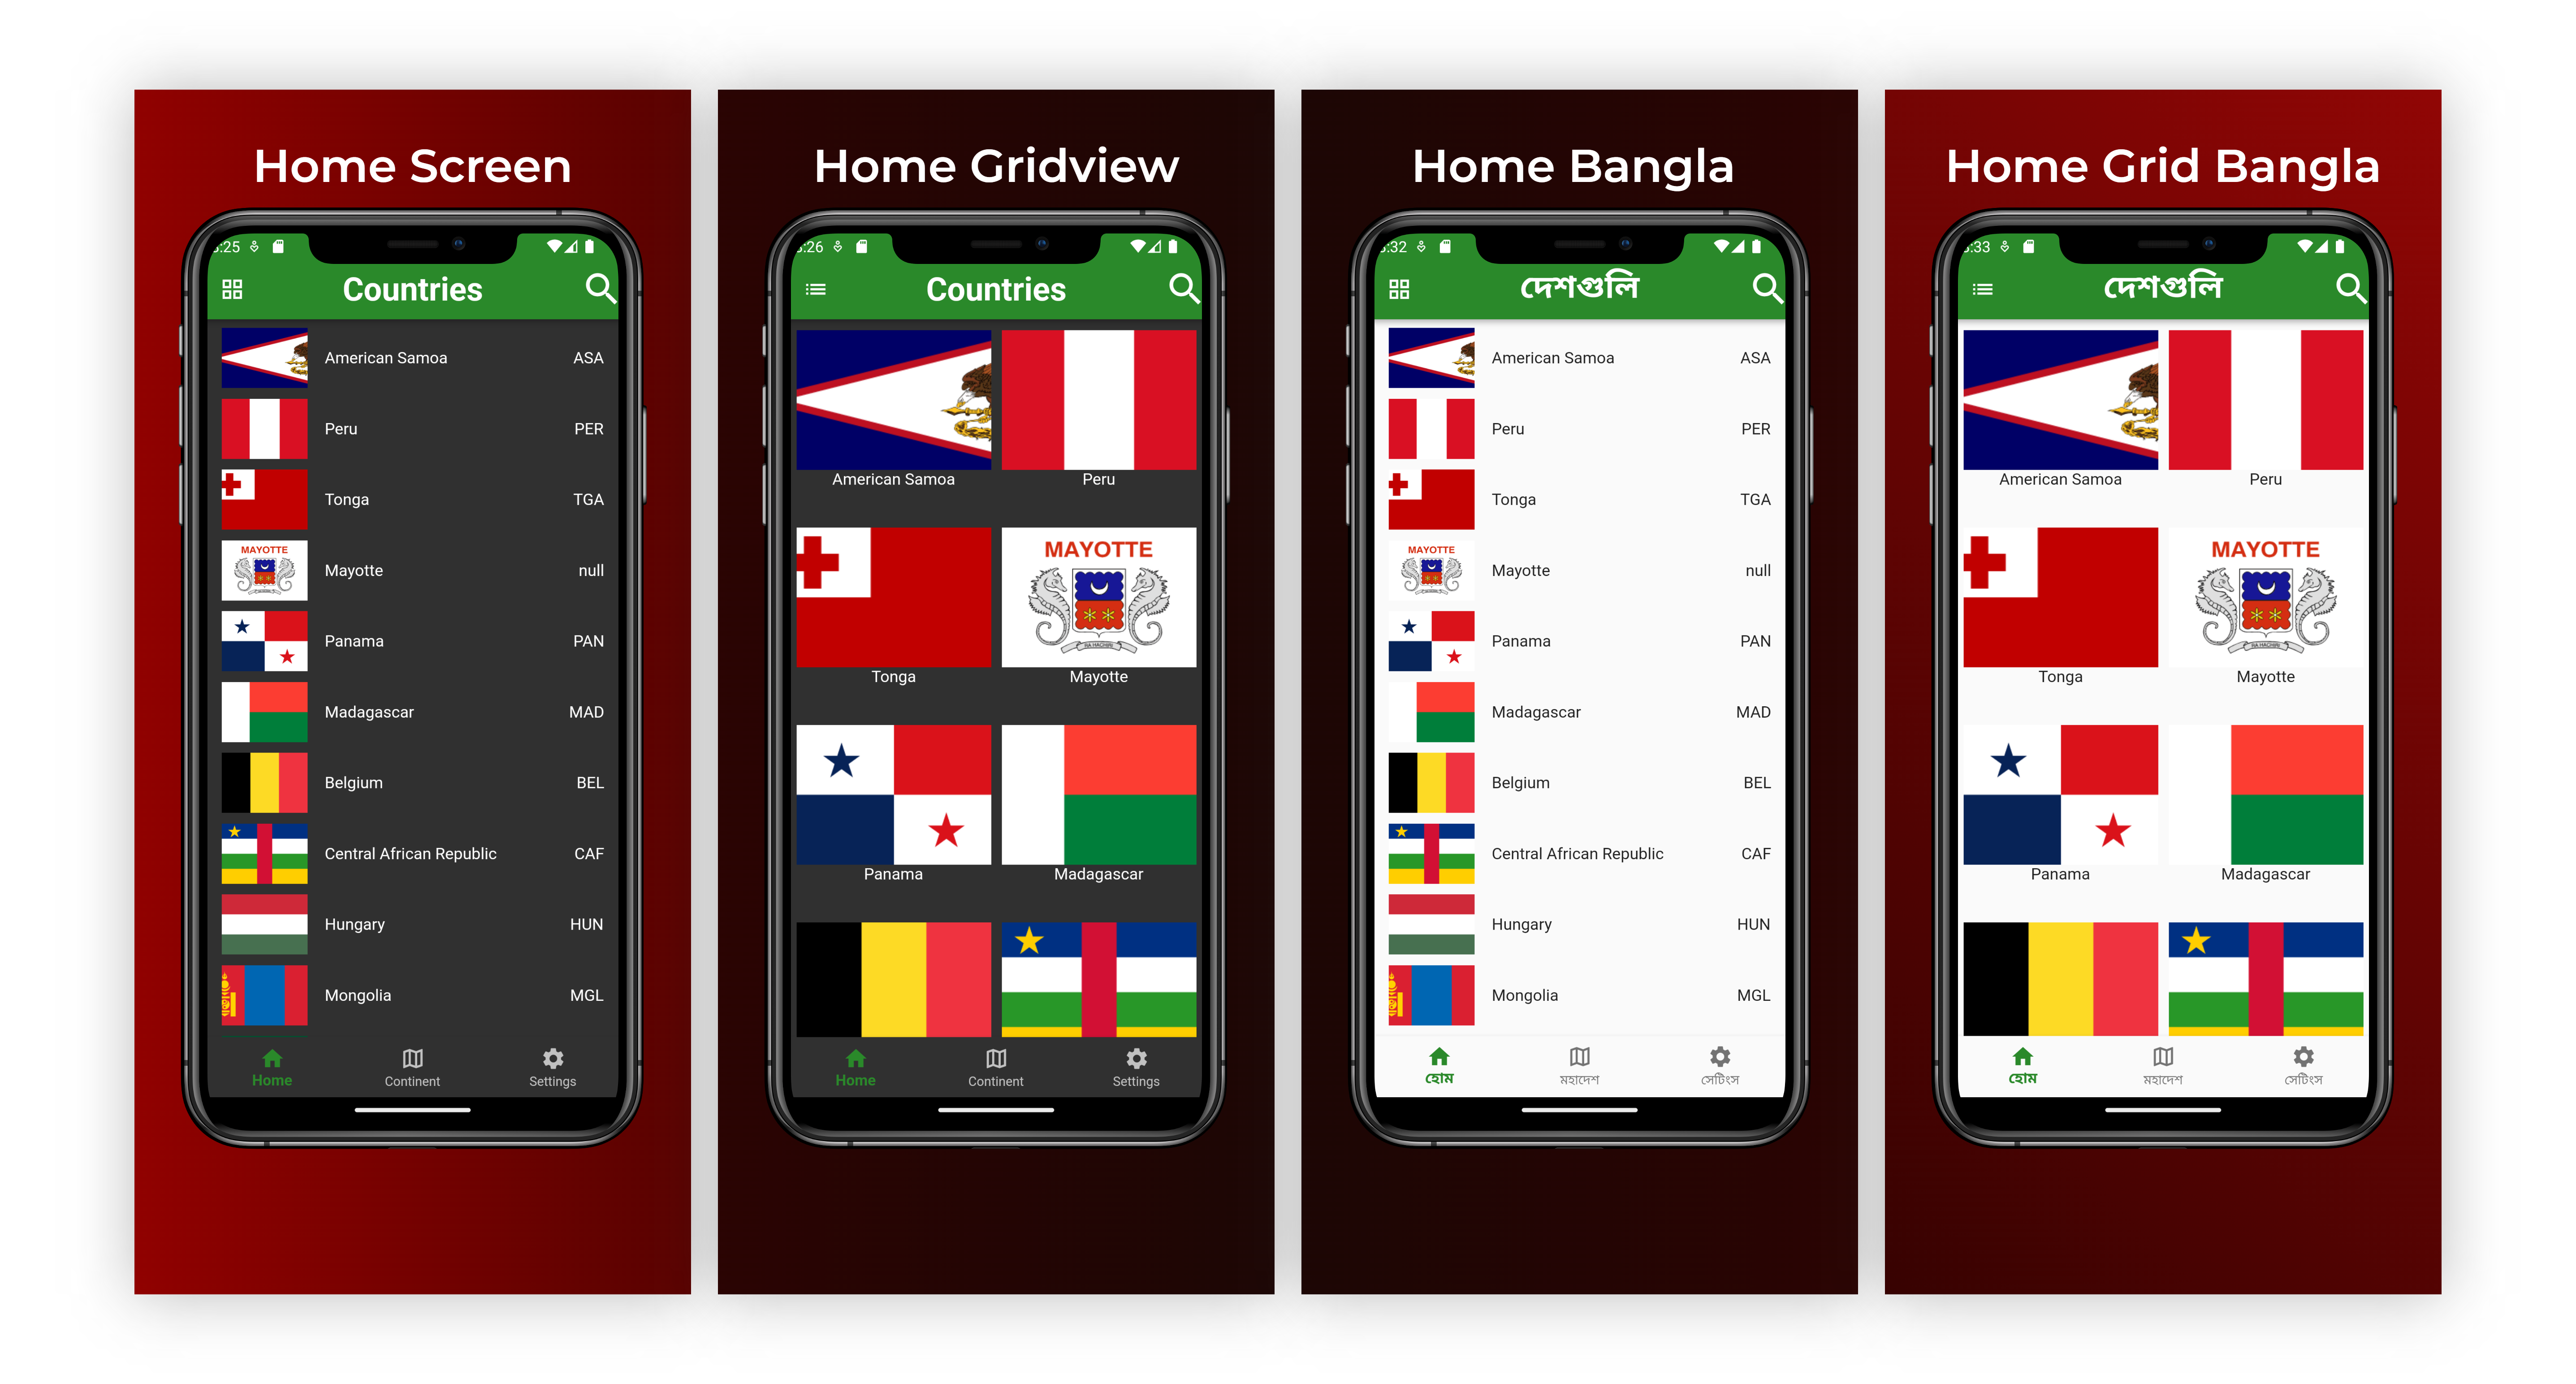 Home Screen
:25
Countries
American Samoa ASA
Peru PER
Tonga TGA
MAYOTTE
Mayotte null
Panama PAN
Madagascar MAD
Belgium BEL
Central African Republic CAF
Hungary HUN
Mongolia MGL
Home Continent Settings
Home Gridview
:26
Countries
American Samoa Peru
MAYOTTE
Tonga Mayotte
Panama Madagascar
Home Continent Settings
Home Bangla
:32
দেশগুলি
American Samoa ASA
Peru PER
Tonga TGA
MAYOTTE
Mayotte null
Panama PAN
Madagascar MAD
Belgium BEL
Central African Republic CAF
Hungary HUN
Mongolia MGL
হোম মহাদেশ সেটিংস
Home Grid Bangla
:33
দেশগুলি
American Samoa Peru
MAYOTTE
Tonga Mayotte
Panama Madagascar
হোম মহাদেশ সেটিংস